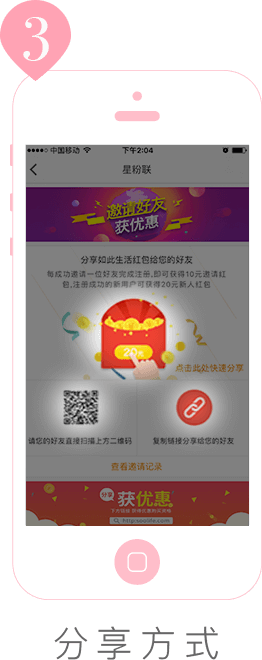 3
中国移动
下午2:04
星粉联
邀请好友
获优惠
分享如此生活红包给您的好友
每成功邀请一位好友完成注册,即可获得10元邀请红
包,注册成功的新用户可获得20元新人红包
20元
点击此处快速分享
请您的好友直接扫描上方二维码
复制链接分享给您的好友
查看邀请记录
分享 获优惠
分享方式